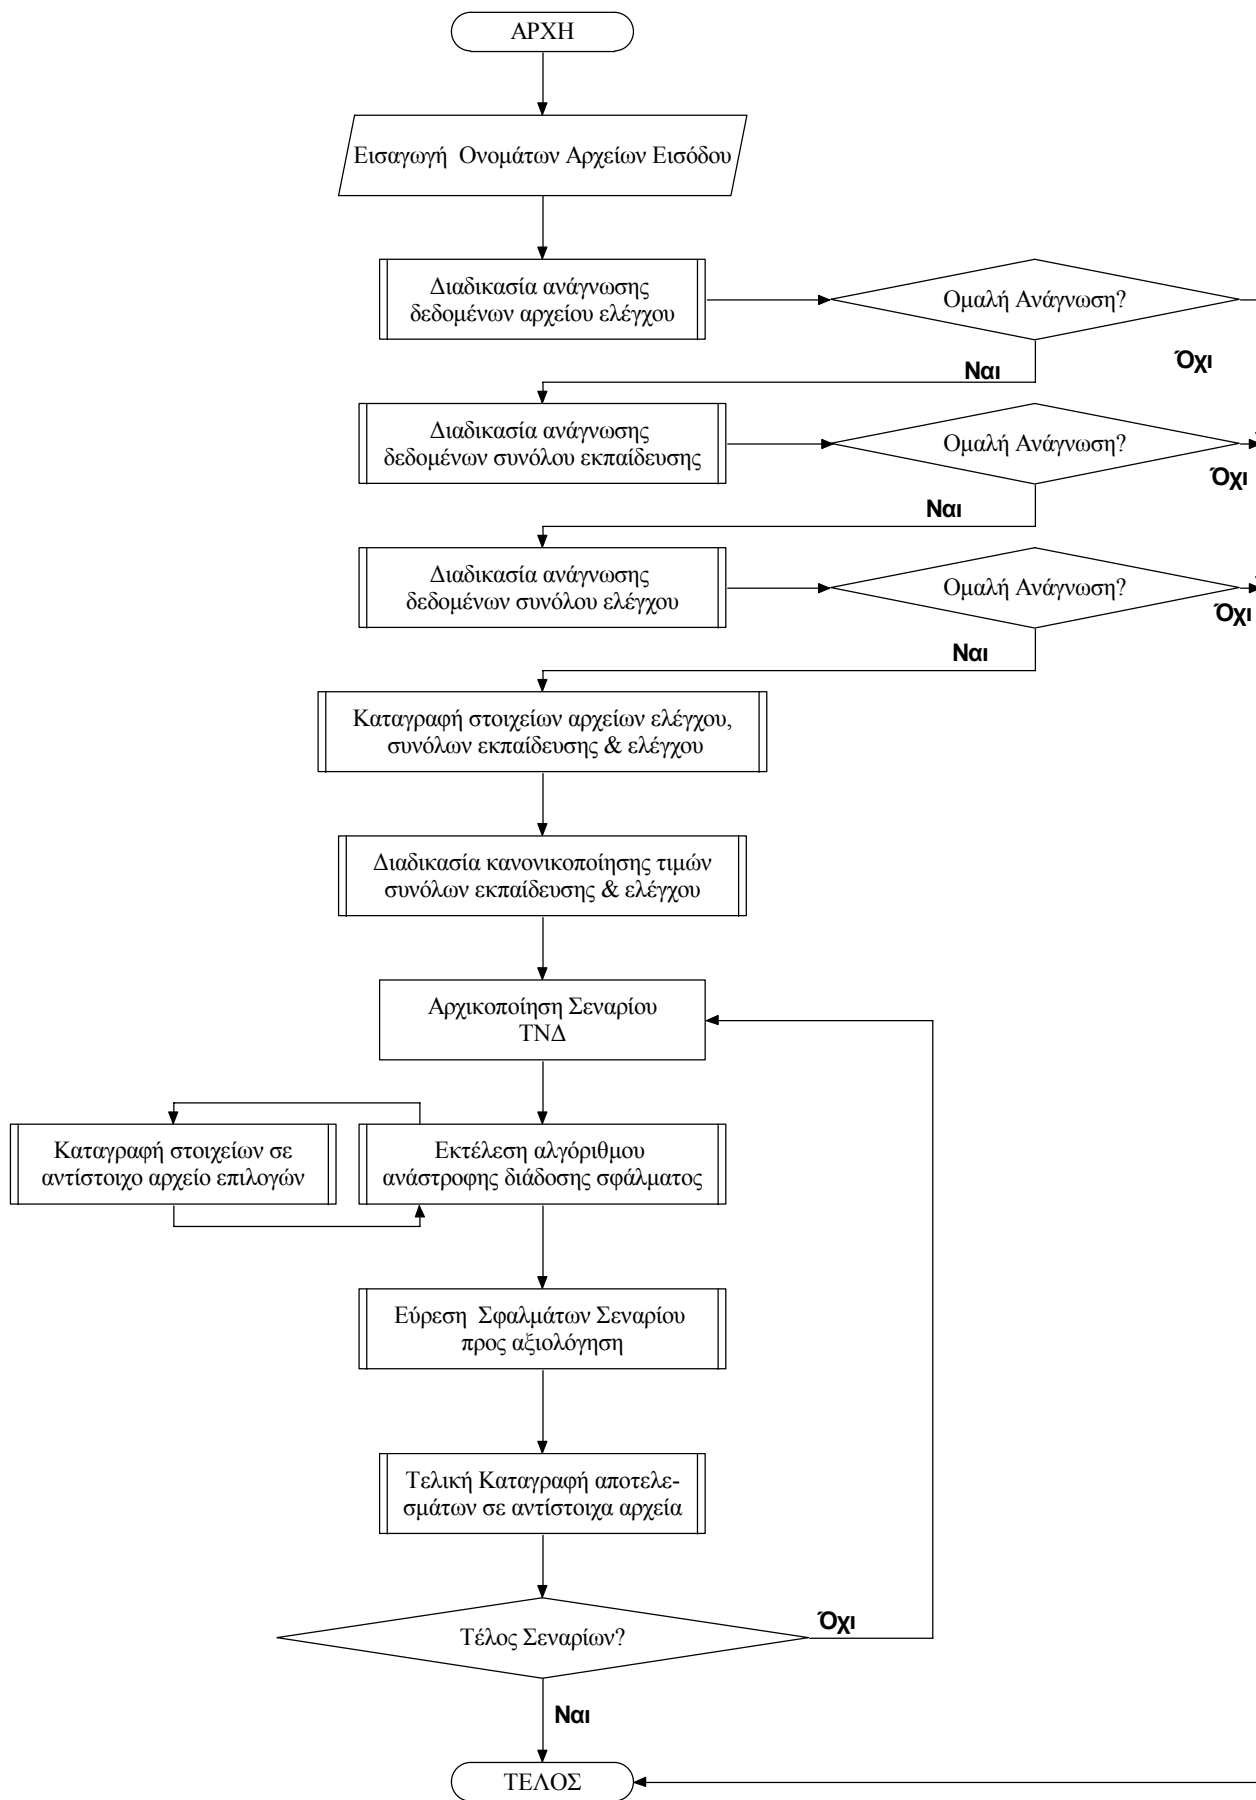 ΑΡΧΗ
Εισαγωγή Ονομάτων Αρχείων Εισόδου
Διαδικασία ανάγνωσης
δεδομένων αρχείου ελέγχου
Ομαλή Ανάγνωση?
Ναι
Όχι
Διαδικασία ανάγνωσης
δεδομένων συνόλου εκπαίδευσης
Ομαλή Ανάγνωση?
Όχι
Ναι
Διαδικασία ανάγνωσης
δεδομένων συνόλου ελέγχου
Ομαλή Ανάγνωση?
Όχι
Ναι
Καταγραφή στοιχείων αρχείων ελέγχου,
συνόλων εκπαίδευσης & ελέγχου
Διαδικασία κανονικοποίησης τιμών
συνόλων εκπαίδευσης & ελέγχου
Αρχικοποίηση Σεναρίου
ΤΝΔ
Καταγραφή στοιχείων σε
αντίστοιχο αρχείο επιλογών
Εκτέλεση αλγόριθμου
ανάστροφης διάδοσης σφάλματος
Εύρεση Σφαλμάτων Σεναρίου
προς αξιολόγηση
Τελική Καταγραφή αποτελε-
σμάτων σε αντίστοιχα αρχεία
Τέλος Σεναρίων?
Όχι
Ναι
ΤΕΛΟΣ